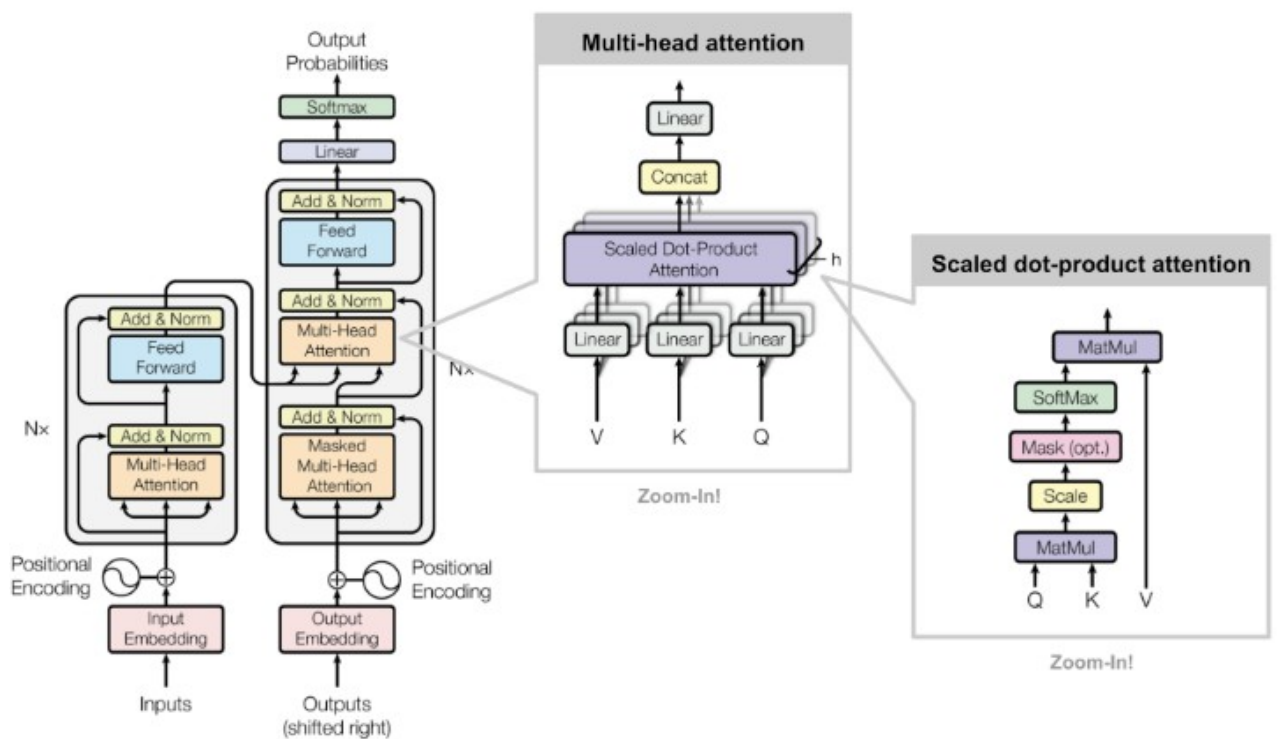 Output
Probabilities
Softmax
Linear
Add & Norm
Feed
Forward
Add & Norm
Multi-Head
Attention
Nx
Add & Norm
Masked
Multi-Head
Attention
Add & Norm
Feed
Forward
Nx
Add & Norm
Multi-Head
Attention
Positional
Encoding
Positional
Encoding
Input
Embedding
Output
Embedding
Inputs
Outputs
(shifted right)
Multi-head attention
Linear
Concat
Scaled Dot-Product
Attention
h
Linear
Linear
Linear
V
K
Q
Zoom-In!
Scaled dot-product attention
MatMul
SoftMax
Mask (opt.)
Scale
MatMul
Q
K
V
Zoom-In!